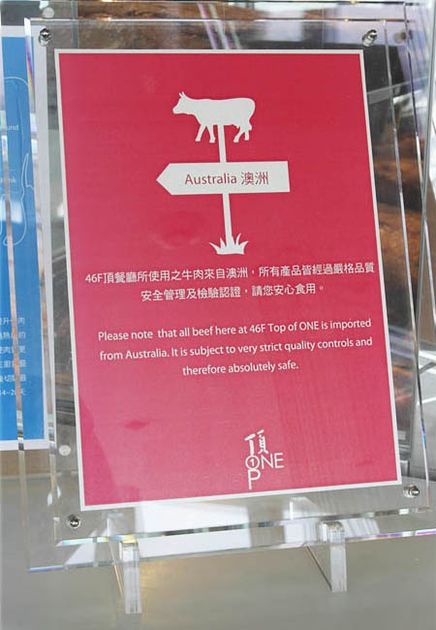 Australia 澳洲
46F頂餐廳所使用之牛肉來自澳洲，所有產品皆經過嚴格品質
安全管理及檢驗認證，請您安心食用。
Please note that all beef here at 46F Top of ONE is imported
from Australia. It is subject to very strict quality controls and
therefore absolutely safe.
頂
ONE
TOP